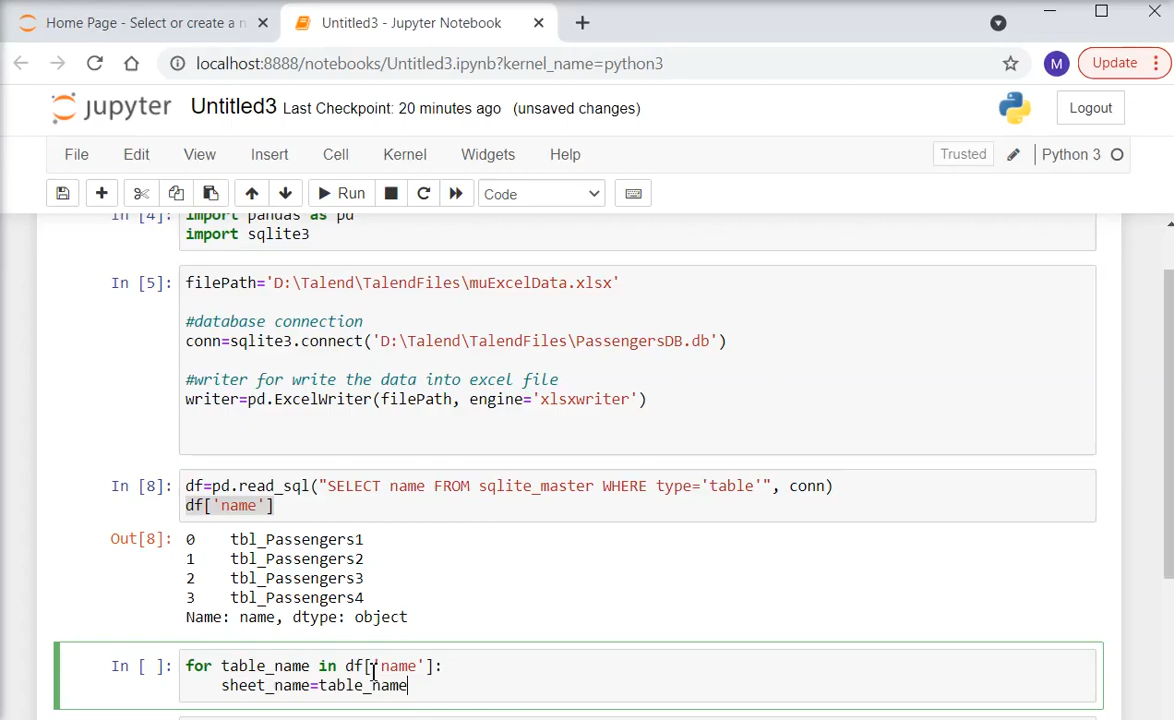 Home Page - Select or create a n
Untitled3 - Jupyter Notebook
localhost:8888/notebooks/Untitled3.ipynb?kernel_name=python3
M
Update
jupyter Untitled3 Last Checkpoint: 20 minutes ago (unsaved changes)
Logout
File Edit View Insert Cell Kernel Widgets Help
Trusted
Python 3
Run
Code
In [4]: import pandas as pd
import sqlite3
In [5]: filePath='D:\Talend\TalendFiles\muExcelData.xlsx'
#database connection
conn=sqlite3.connect('D:\Talend\TalendFiles\PassengersDB.db')
#writer for write the data into excel file
writer=pd.ExcelWriter(filePath, engine='xlsxwriter')
In [8]: df=pd.read_sql("SELECT name FROM sqlite_master WHERE type='table'", conn)
df['name']
Out[8]: 0 tbl_Passengers1
1 tbl_Passengers2
2 tbl_Passengers3
3 tbl_Passengers4
Name: name, dtype: object
In [ ]: for table_name in df['name']:
sheet_name=table_name